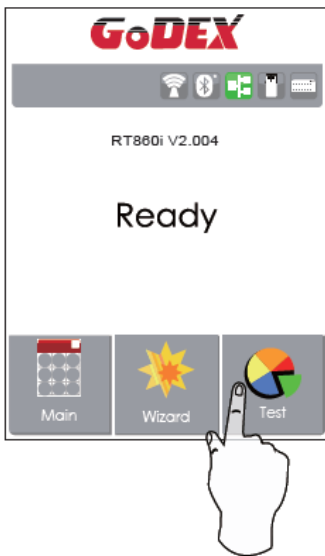 GoDEX
RT860i V2.004
Ready
Main
Wizard
Test